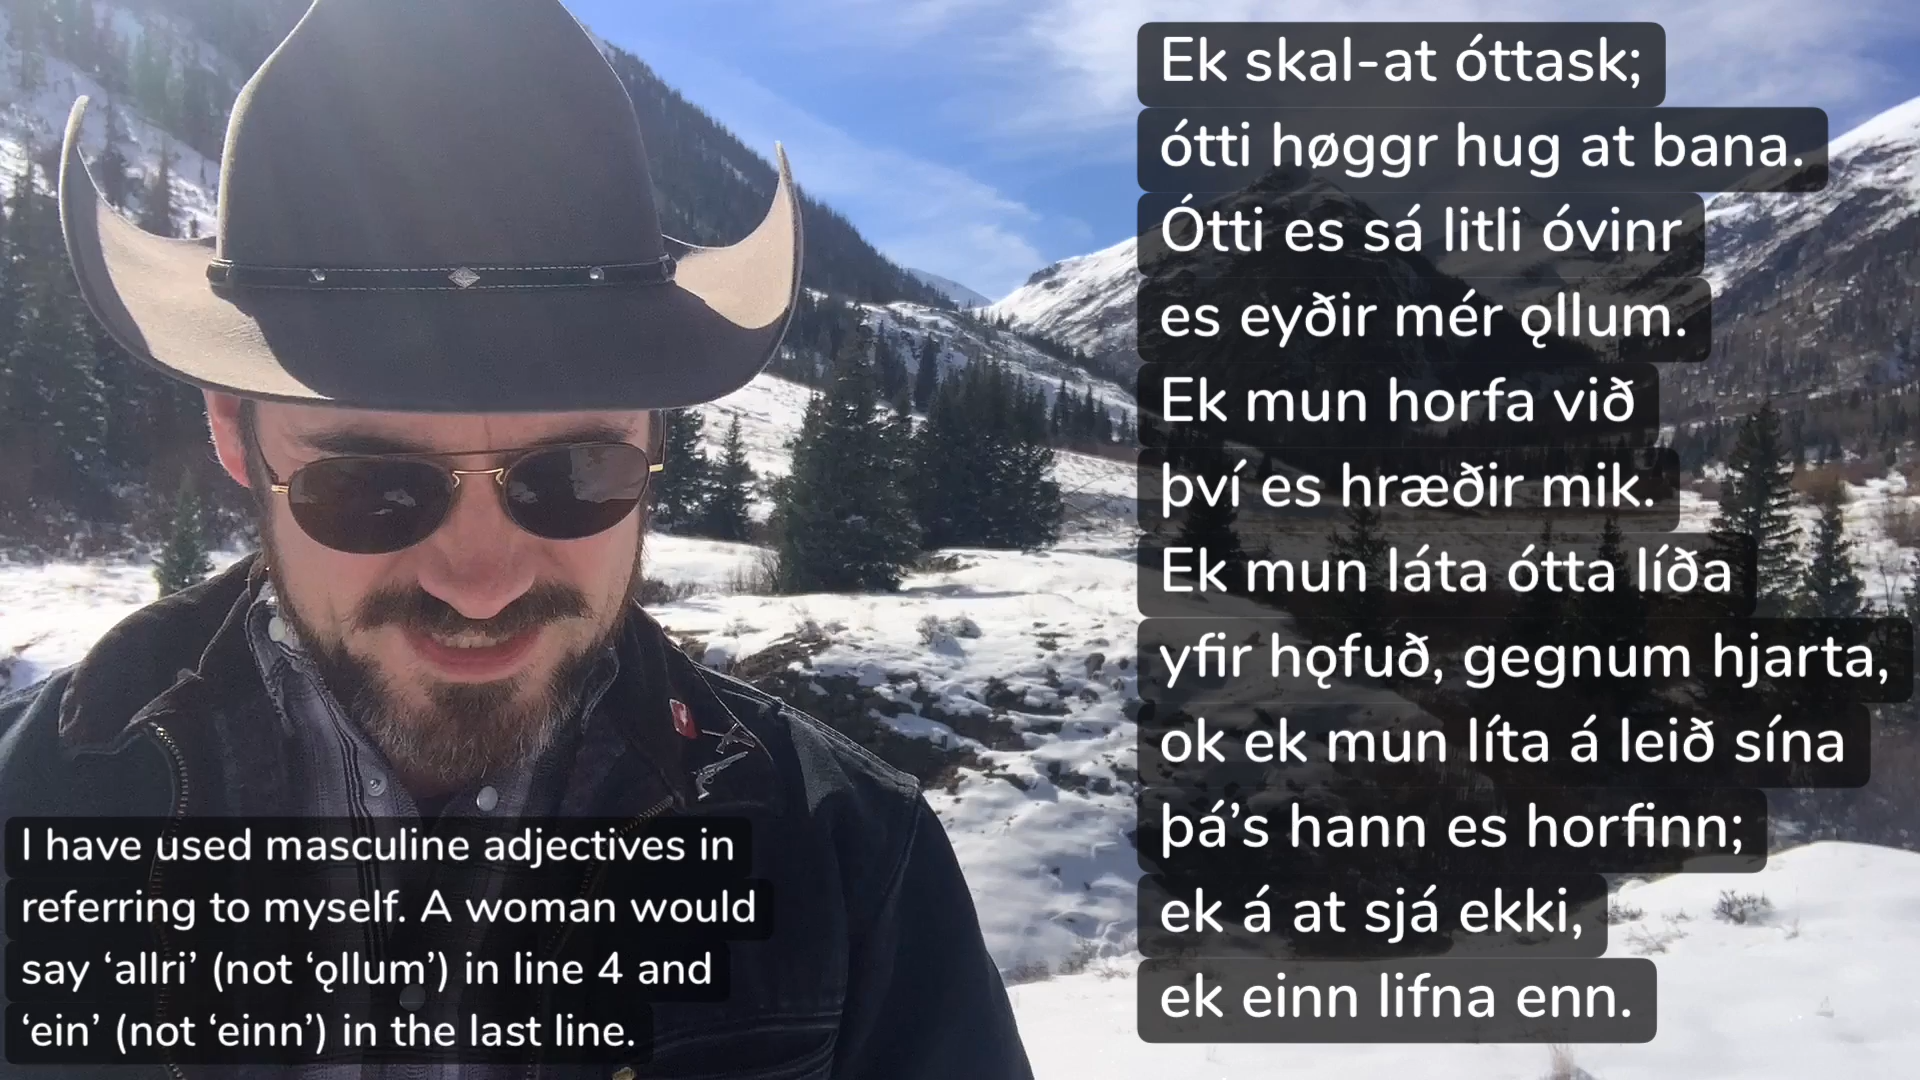 Ek skal-at óttask;
ótti høggr hug at bana.
Ótti es sá litli óvinr
es eyðir mér ǫllum.
Ek mun horfa við
því es hræðir mik.
Ek mun láta ótta líða
yfir hǫfuð, gegnum hjarta,
ok ek mun líta á leið sína
þá’s hann es horfinn;
ek á at sjá ekki,
ek einn lifna enn.
I have used masculine adjectives in
referring to myself. A woman would
say ‘allri’ (not ‘ǫllum’) in line 4 and
‘ein’ (not ‘einn’) in the last line.